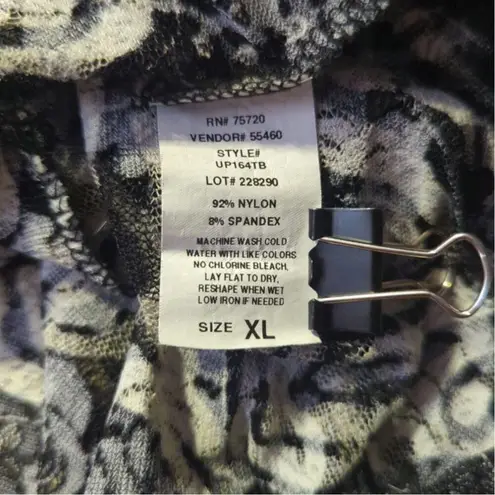 RN# 75720
VENDOR# 55460
STYLE#
UP164TB
LOT# 228290
92% NYLON
8% SPANDEX
MACHINE WASH COLD
WATER WITH LIKE COLORS
NO CHLORINE BLEACH,
LAY FLAT TO DRY,
RESHAPE WHEN WET
LOW IRON IF NEEDED
SIZE XL